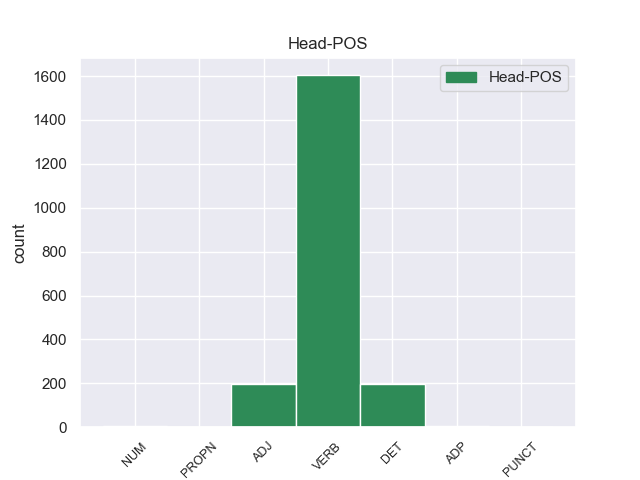 Head-POS
Head-POS
count
1600
1400
1200
1000
800
600
400
200
0
NUM
PROPN
ADJ
VERB
DET
ADP
PUNCT